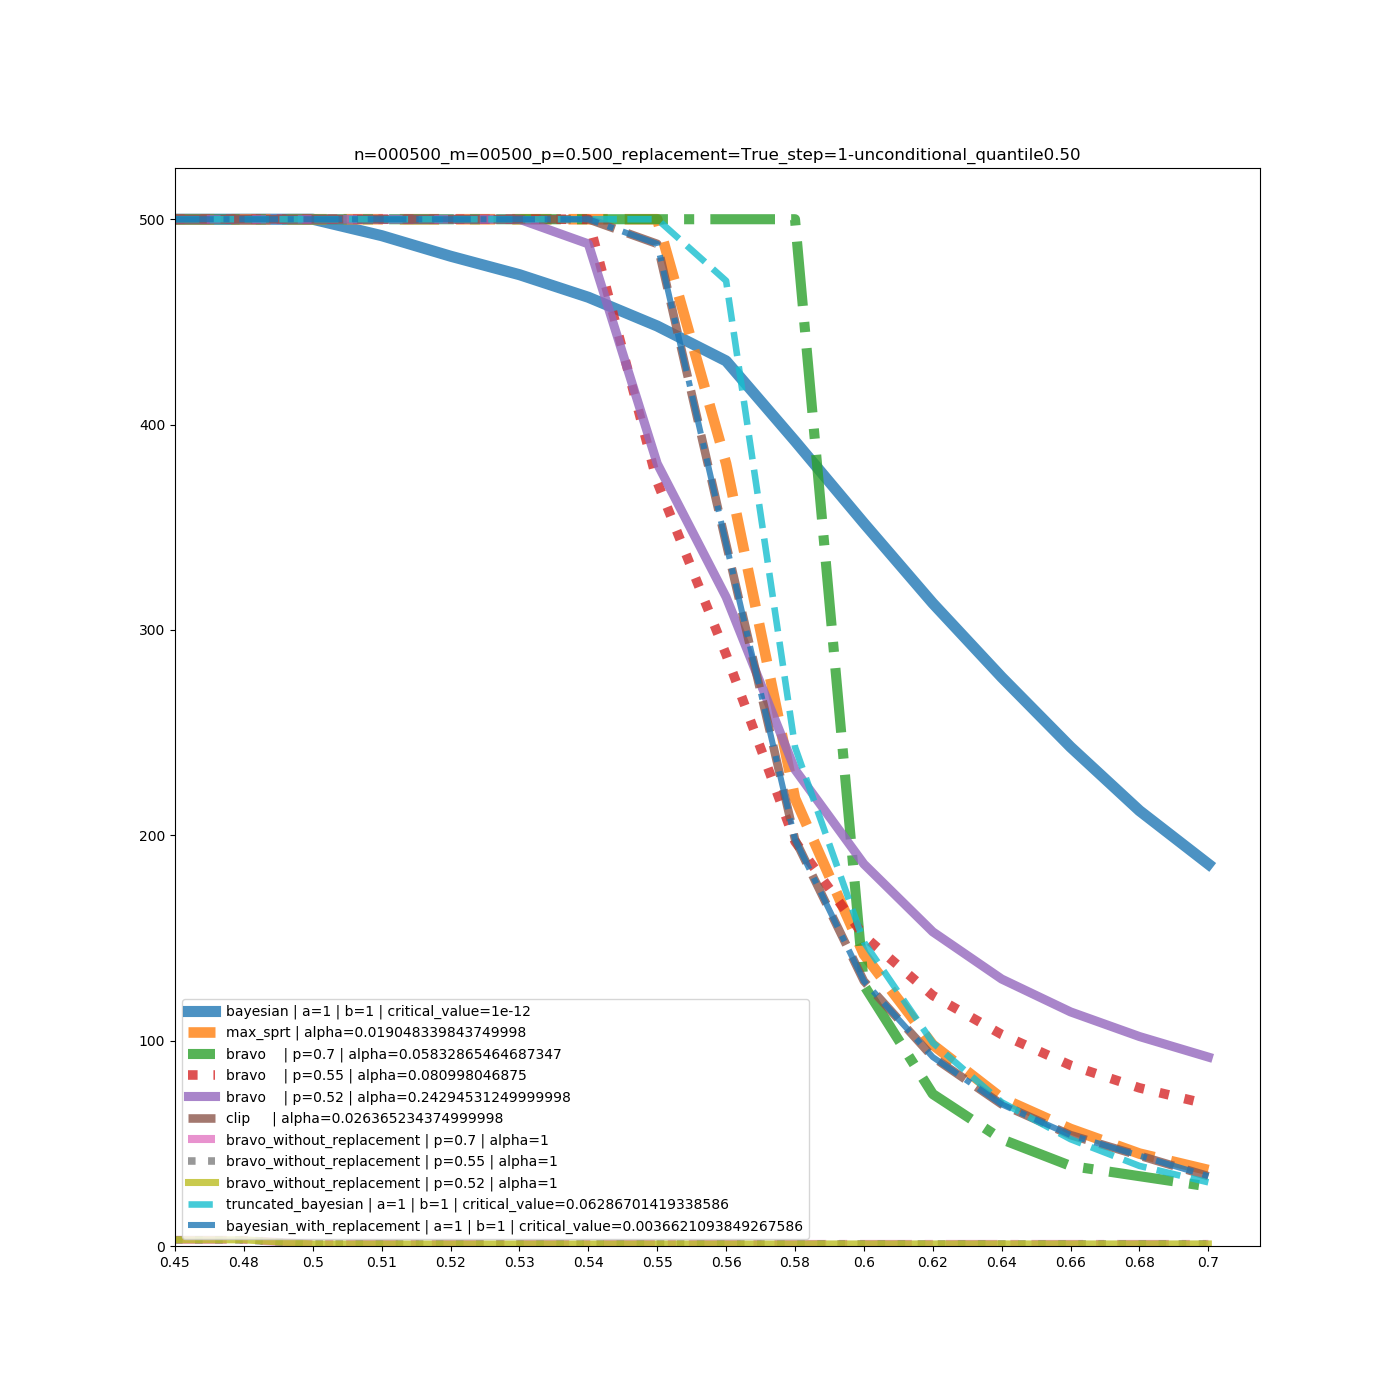 n=000500_m=00500_p=0.500_replacement=True_step=1-unconditional_quantile0.50
500
400
300
200
100
0
bayesian | a=1 | b=1 | critical_value=1e-12
max_sprt | alpha=0.019048339843749998
bravo    | p=0.7 | alpha=0.05832865464687347
bravo    | p=0.55 | alpha=0.080998046875
bravo    | p=0.52 | alpha=0.24294531249999998
clip     | alpha=0.026365234374999998
bravo_without_replacement | p=0.7 | alpha=1
bravo_without_replacement | p=0.55 | alpha=1
bravo_without_replacement | p=0.52 | alpha=1
truncated_bayesian | a=1 | b=1 | critical_value=0.06286701419338586
bayesian_with_replacement | a=1 | b=1 | critical_value=0.0036621093849267586
0.45 0.48 0.5 0.51 0.52 0.53 0.54 0.55 0.56 0.58 0.6 0.62 0.64 0.66 0.68 0.7